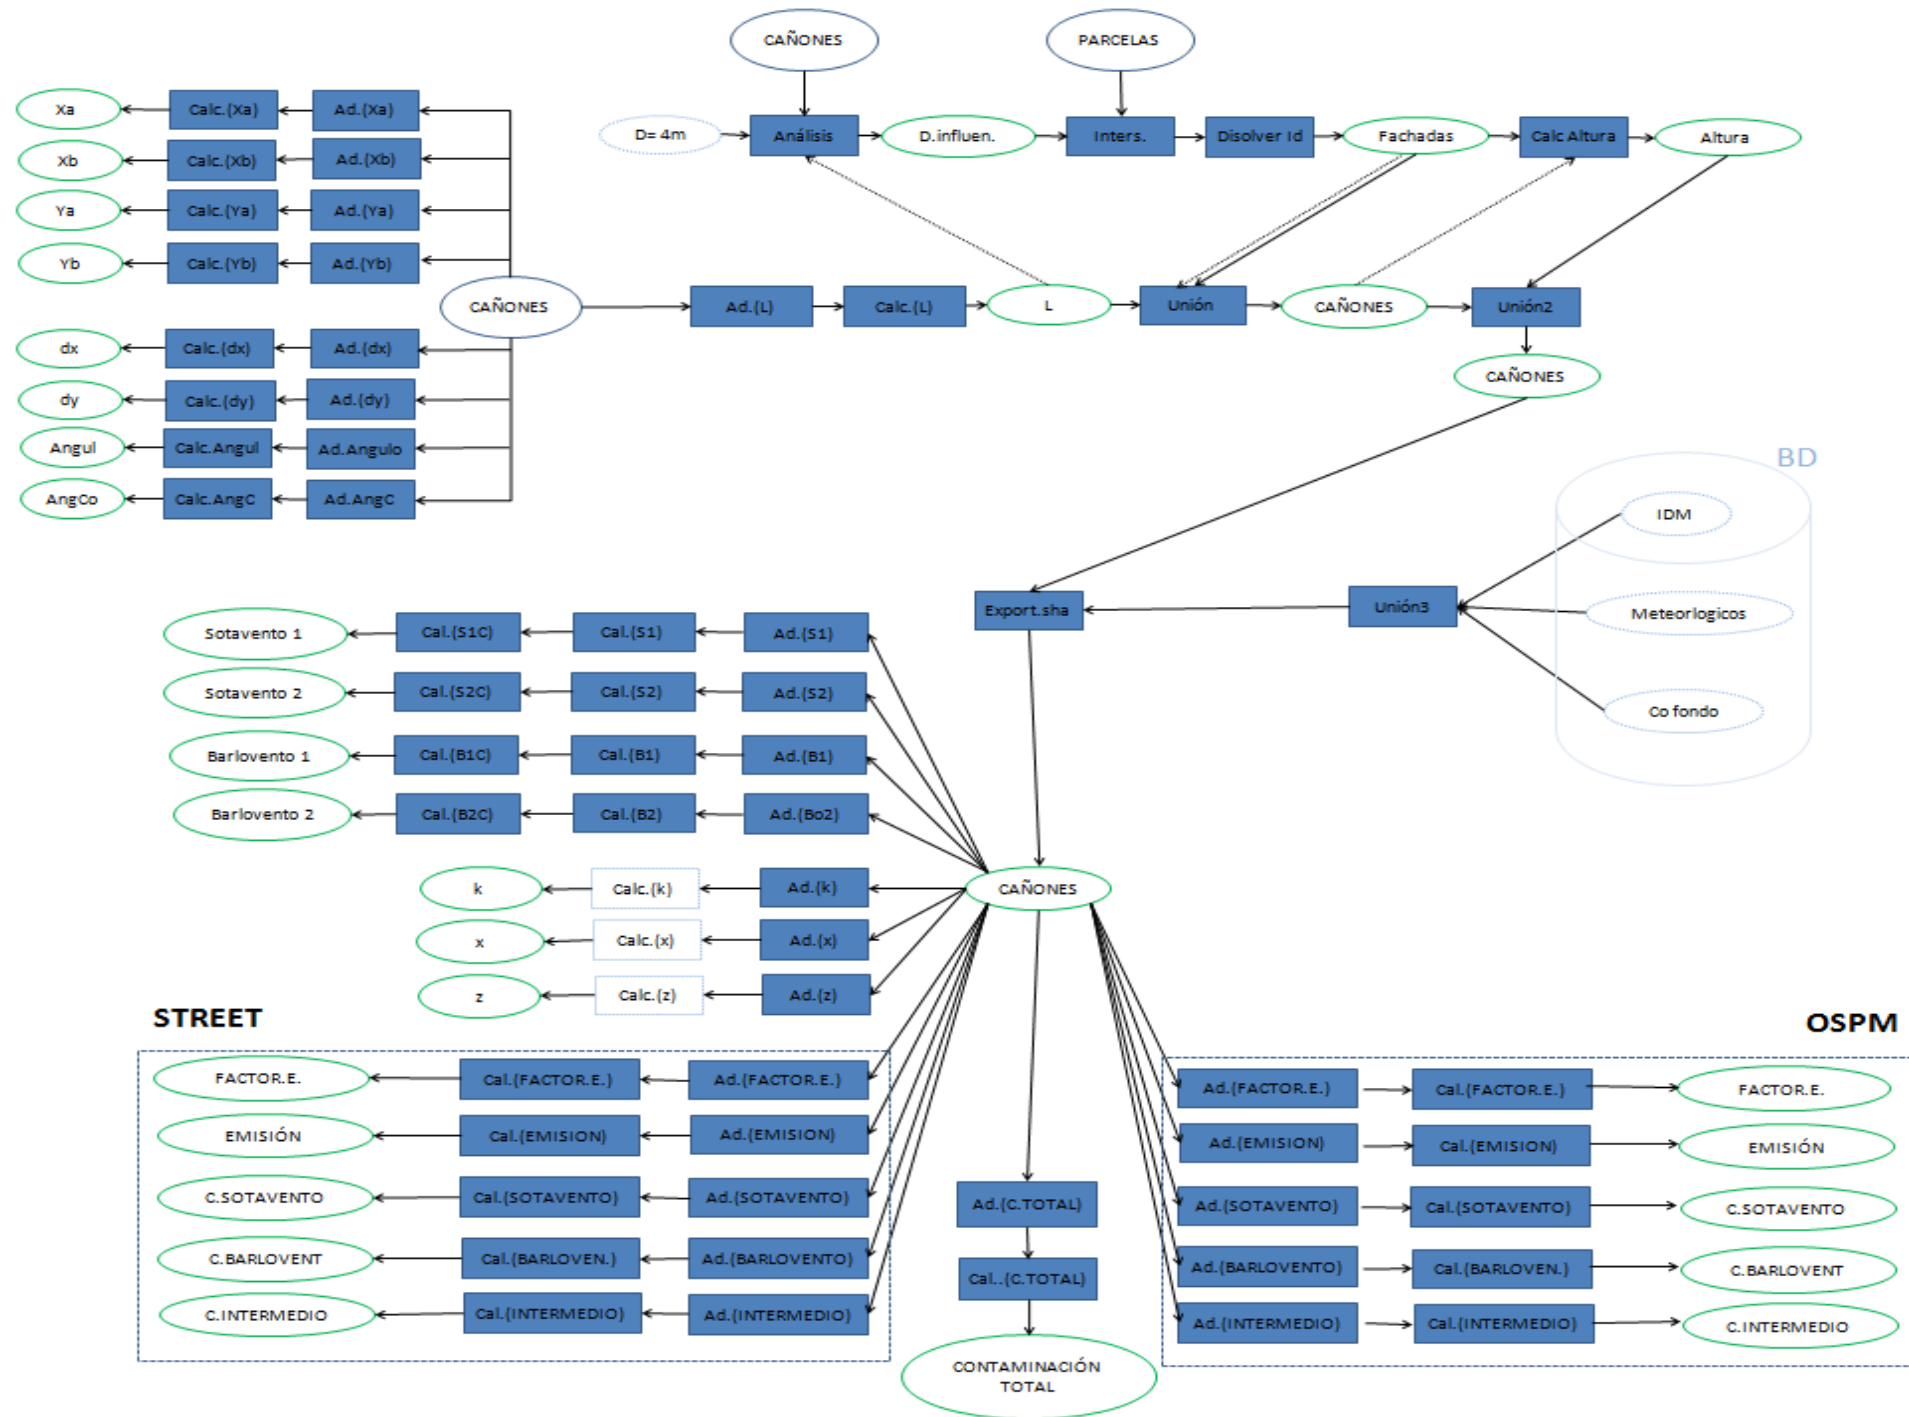 CAÑONES
PARCELAS
D= 4m
Análisis
D.influen.
Inters.
Disolver Id
Fachadas
Calc Altura
Altura
Xa
Calc.(Xa)
Ad.(Xa)
Xb
Calc.(Xb)
Ad.(Xb)
Ya
Calc.(Ya)
Ad.(Ya)
Yb
Calc.(Yb)
Ad.(Yb)
CAÑONES
Ad.(L)
Calc.(L)
L
Unión
CAÑONES
Unión2
dx
Calc.(dx)
Ad.(dx)
CAÑONES
dy
Calc.(dy)
Ad.(dy)
Angul
Calc.Angul
Ad.Angulo
AngCo
Calc.AngC
Ad.AngC
BD
IDM
Meteorlogicos
Co fondo
Export.sha
Unión3
Sotavento 1
Cal.(S1C)
Cal.(S1)
Ad.(S1)
Sotavento 2
Cal.(S2C)
Cal.(S2)
Ad.(S2)
Barlovento 1
Cal.(B1C)
Cal.(B1)
Ad.(B1)
Barlovento 2
Cal.(B2C)
Cal.(B2)
Ad.(Bo2)
k
Calc.(k)
Ad.(k)
CAÑONES
x
Calc.(x)
Ad.(x)
z
Calc.(z)
Ad.(z)
STREET
FACTOR.E.
Cal.(FACTOR.E.)
Ad.(FACTOR.E.)
EMISIÓN
Cal.(EMISION)
Ad.(EMISION)
C.SOTAVENTO
Cal.(SOTAVENTO)
Ad.(SOTAVENTO)
C.BARLOVENT
Cal.(BARLOVEN.)
Ad.(BARLOVENTO)
C.INTERMEDIO
Cal.(INTERMEDIO)
Ad.(INTERMEDIO)
Ad.(C.TOTAL)
Cal..(C.TOTAL)
CONTAMINACIÓN
TOTAL
OSPM
Ad.(FACTOR.E.)
Cal.(FACTOR.E.)
FACTOR.E.
Ad.(EMISION)
Cal.(EMISION)
EMISIÓN
Ad.(SOTAVENTO)
Cal.(SOTAVENTO)
C.SOTAVENTO
Ad.(BARLOVENTO)
Cal.(BARLOVEN.)
C.BARLOVENT
Ad.(INTERMEDIO)
Cal.(INTERMEDIO)
C.INTERMEDIO